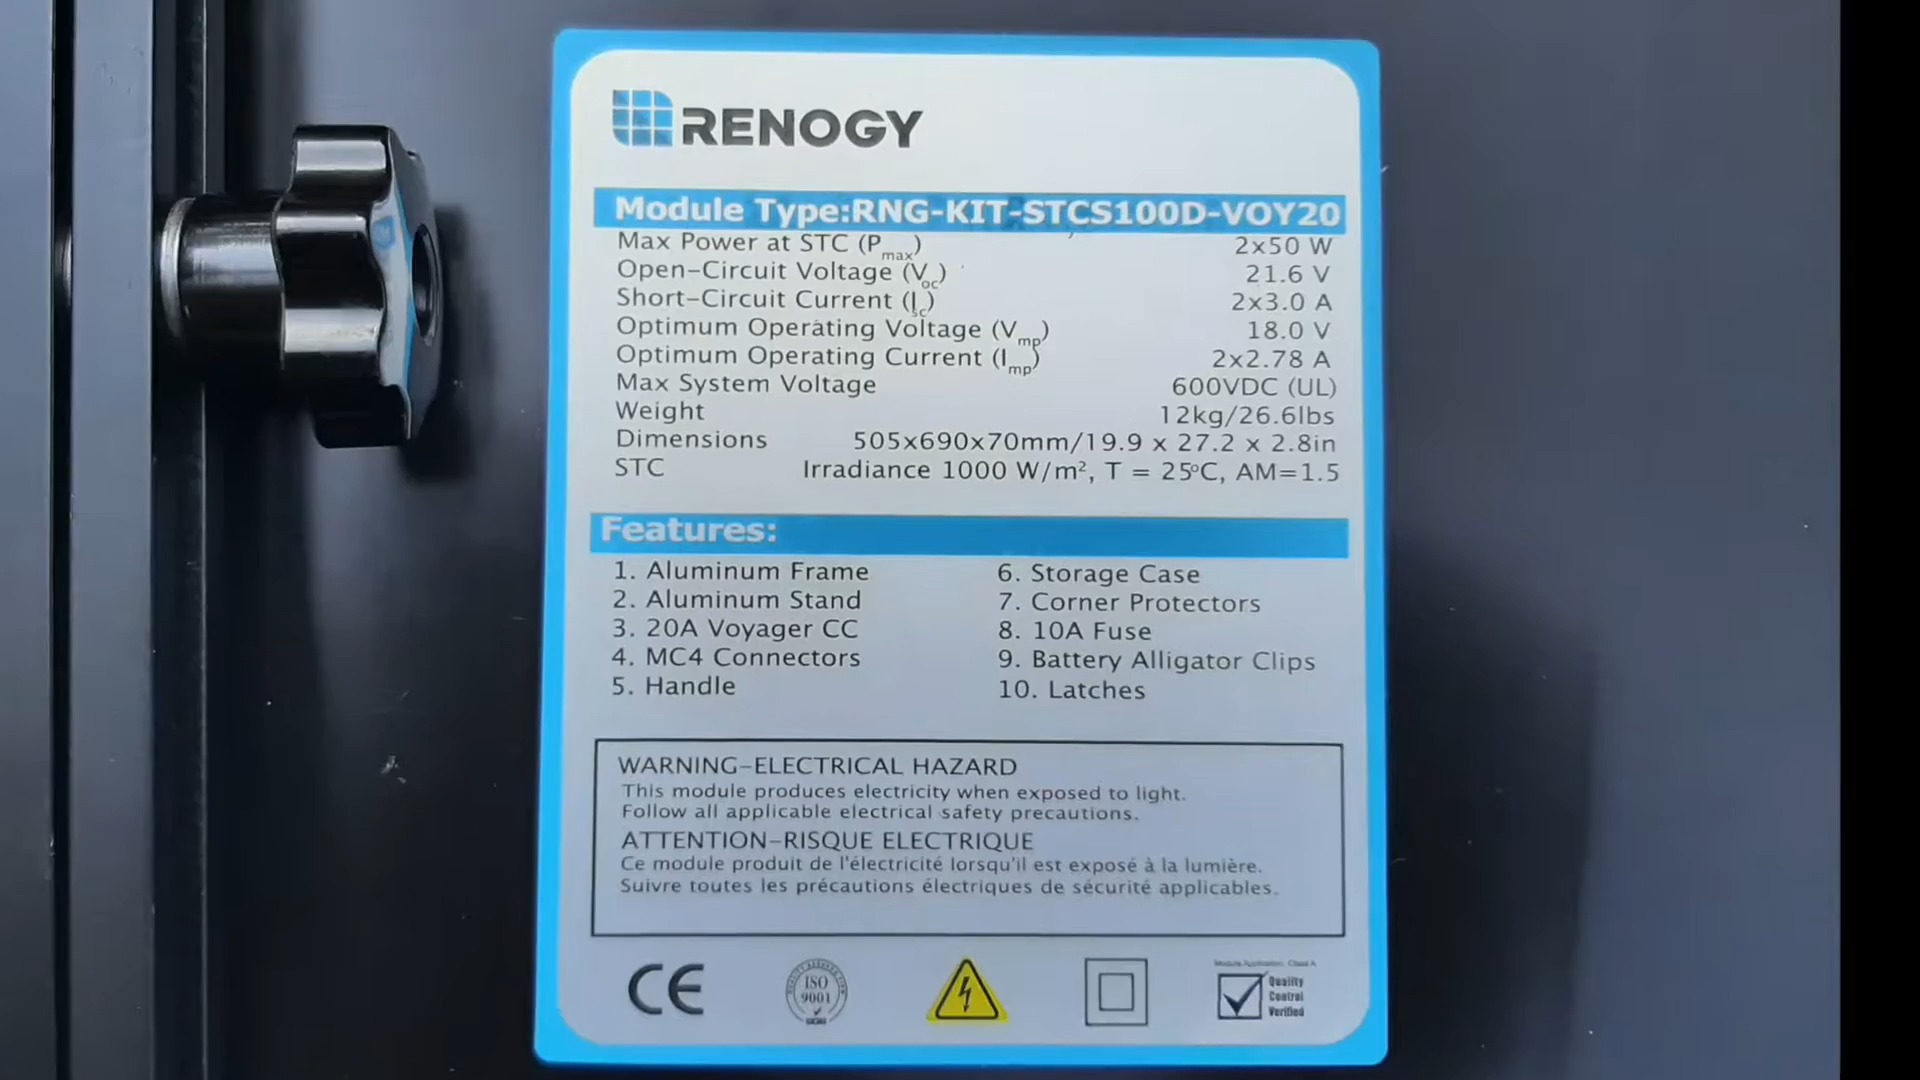 RENOGY
Module Type:RNG-KIT-STCS100D-VOY20
Max Power at STC (Pmax) 2x50 W
Open-Circuit Voltage (Voc) 21.6 V
Short-Circuit Current (Isc) 2x3.0 A
Optimum Operating Voltage (Vmp) 18.0 V
Optimum Operating Current (Imp) 2x2.78 A
Max System Voltage 600VDC (UL)
Weight 12kg/26.6lbs
Dimensions 505x690x70mm/19.9 x 27.2 x 2.8in
STC Irradiance 1000 W/m², T = 25°C, AM=1.5
Features:
1. Aluminum Frame
2. Aluminum Stand
3. 20A Voyager CC
4. MC4 Connectors
5. Handle
6. Storage Case
7. Corner Protectors
8. 10A Fuse
9. Battery Alligator Clips
10. Latches
WARNING-ELECTRICAL HAZARD
This module produces electricity when exposed to light.
Follow all applicable electrical safety precautions.
ATTENTION-RISQUE ELECTRIQUE
Ce module produit de l'électricité lorsqu'il est exposé à la lumière.
Suivre toutes les précautions électriques de sécurité applicables.
CE
ISO
9001
Module Application: Class A
Quality
Control
Verified